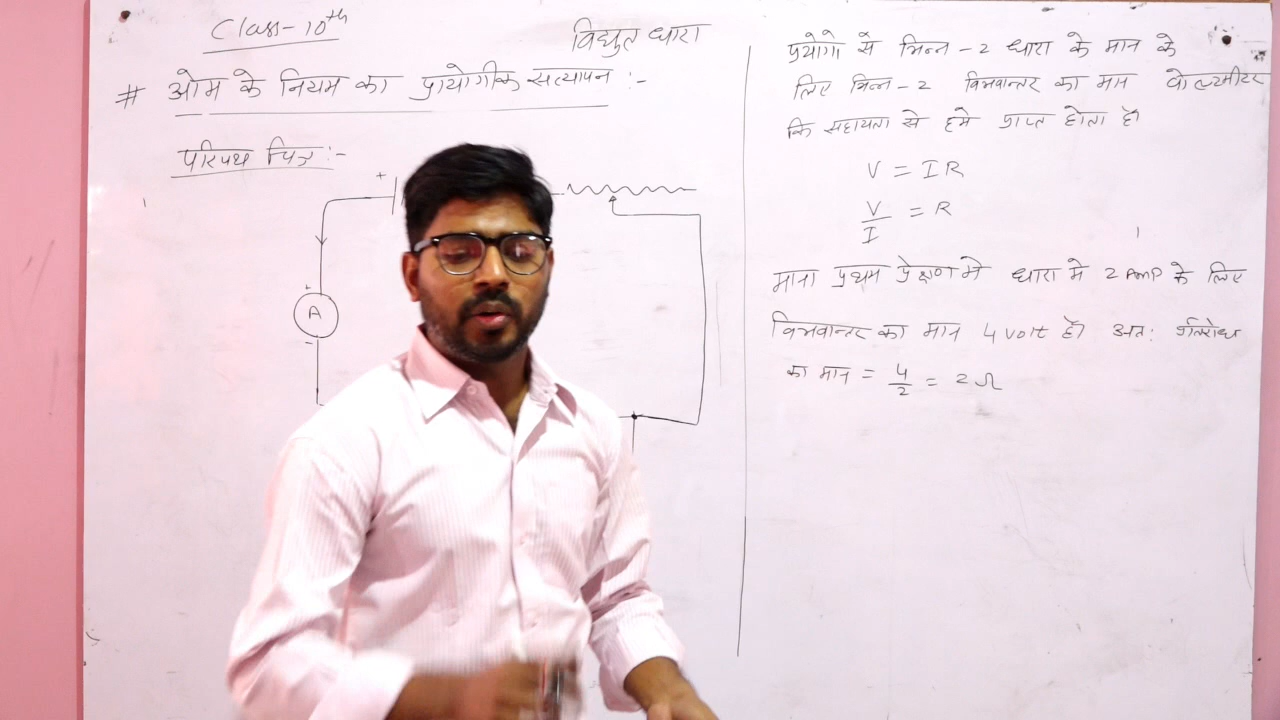 Class-10th
विद्युत धारा
# ओम के नियम का प्रायोगीक सत्यापन :-
परिपथ चित्र :-
+
+
A
-
प्रयोगो से भिन्न-2 धारा के मान के
लिए भिन्न-2 विभवान्तर का मान वोल्टमीटर
कि सहायता से हमे प्राप्त होता है
V = IR
V/I = R
माना प्रथम प्रेक्षण मे धारा मे 2 Amp के लिए
विभवान्तर का मान 4 volt है। अत: प्रतिरोध
का मान = 4/2 = 2 Ω